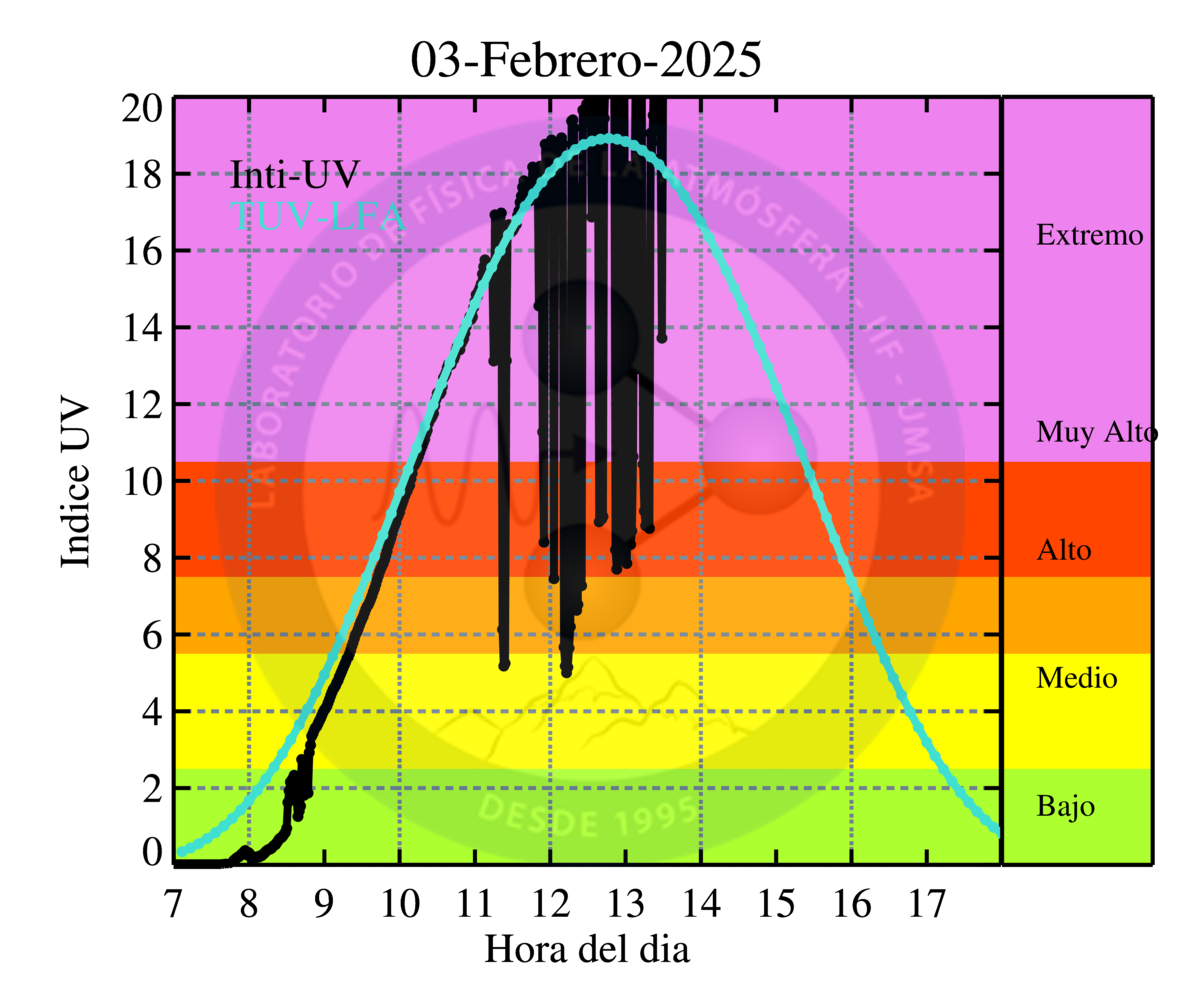 03-Febrero-2025
Indice UV
20
18
16
14
12
10
8
6
4
2
0
Inti-UV
TUV-LFA
LABORATORIO DE FÍSICA DE LA ATMÓSFERA - IIF - UMSA
DESDE 1995
Extremo
Muy Alto
Alto
Medio
Bajo
7 8 9 10 11 12 13 14 15 16 17
Hora del dia